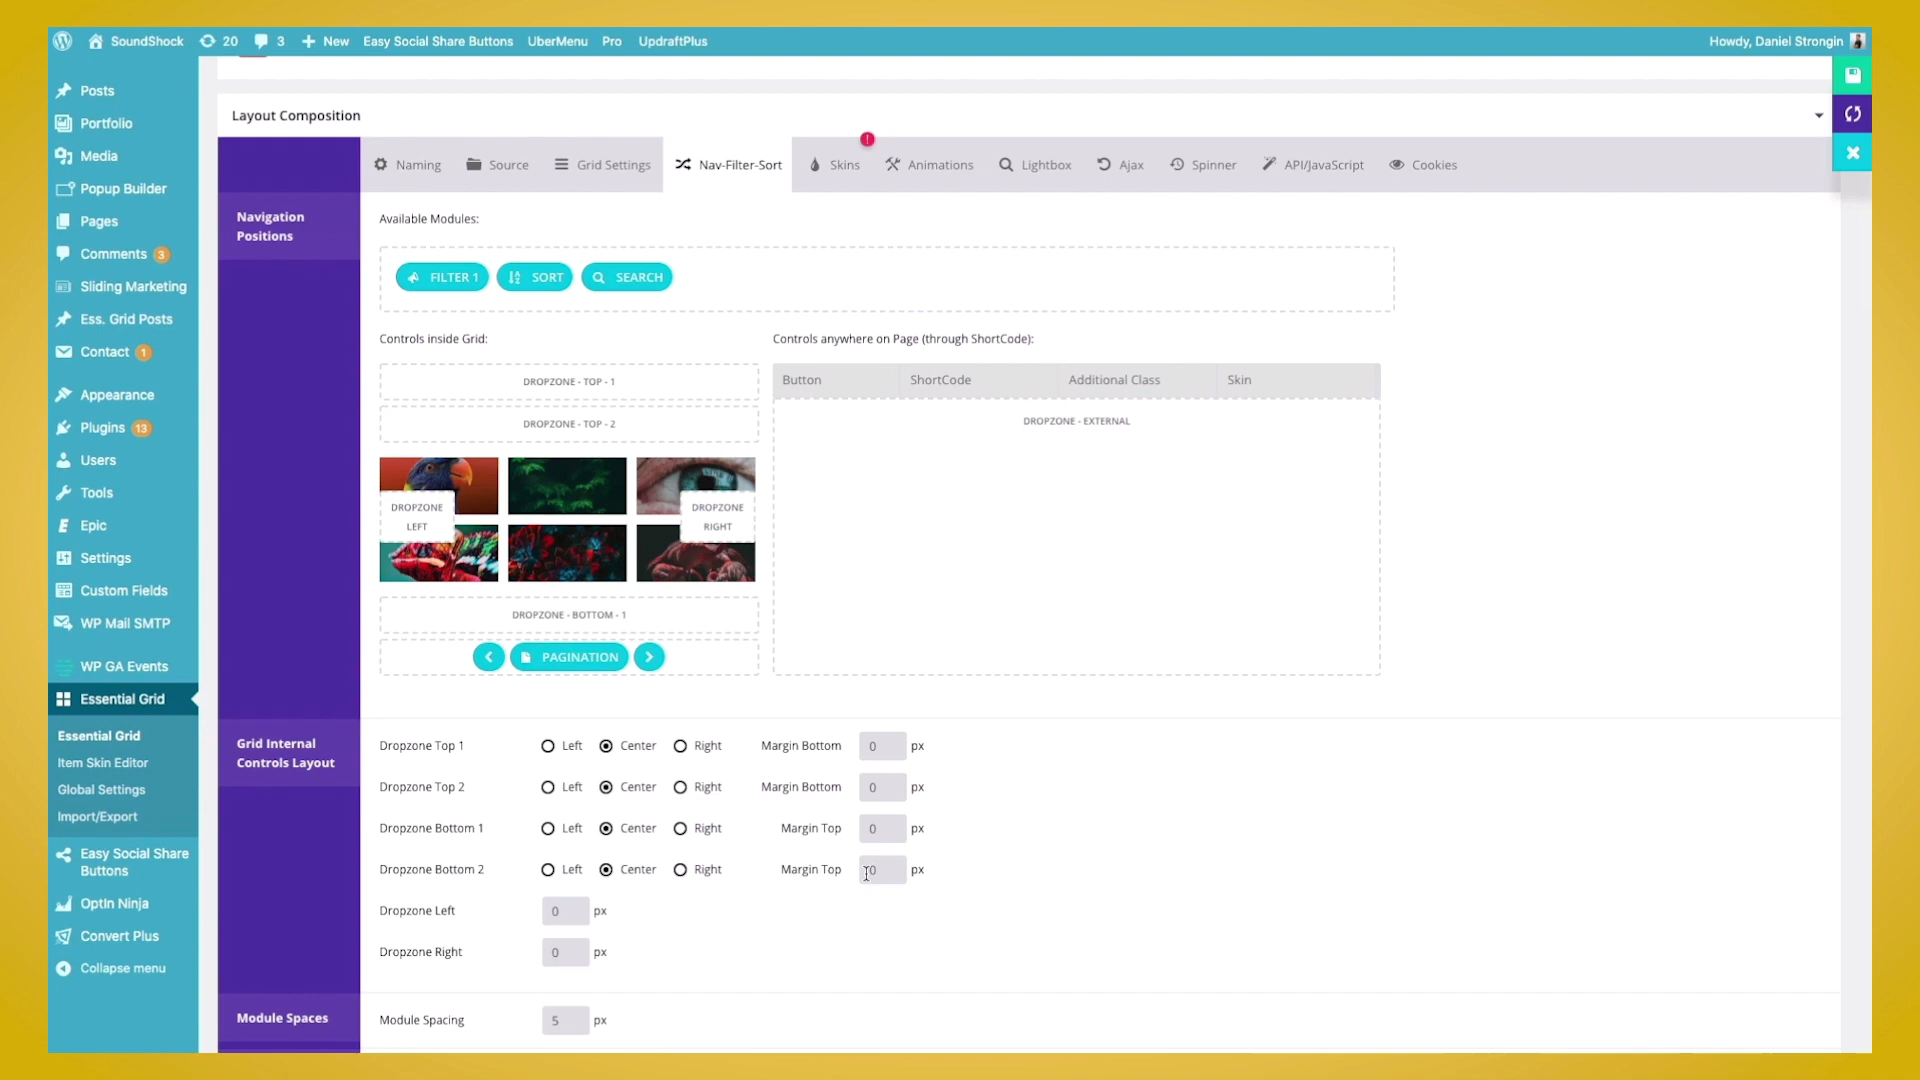 SoundShock 20 3 New Easy Social Share Buttons UberMenu Pro UpdraftPlus Howdy, Daniel Strongin
Posts
Portfolio
Media
Popup Builder
Pages
Comments 3
Sliding Marketing
Ess. Grid Posts
Contact 1
Appearance
Plugins 13
Users
Tools
Epic
Settings
Custom Fields
WP Mail SMTP
WP GA Events
Essential Grid
Essential Grid
Item Skin Editor
Global Settings
Import/Export
Easy Social Share
Buttons
OptIn Ninja
Convert Plus
Collapse menu
Layout Composition
Naming Source Grid Settings Nav-Filter-Sort Skins ! Animations Lightbox Ajax Spinner API/JavaScript Cookies
Navigation
Positions
Available Modules:
FILTER 1 SORT SEARCH
Controls inside Grid:
DROPZONE - TOP - 1
DROPZONE - TOP - 2
DROPZONE
LEFT
DROPZONE
RIGHT
DROPZONE - BOTTOM - 1
PAGINATION
Controls anywhere on Page (through ShortCode):
Button ShortCode Additional Class Skin
DROPZONE - EXTERNAL
Grid Internal
Controls Layout
Dropzone Top 1 Left Center Right Margin Bottom 0 px
Dropzone Top 2 Left Center Right Margin Bottom 0 px
Dropzone Bottom 1 Left Center Right Margin Top 0 px
Dropzone Bottom 2 Left Center Right Margin Top 0 px
Dropzone Left 0 px
Dropzone Right 0 px
Module Spaces
Module Spacing 5 px